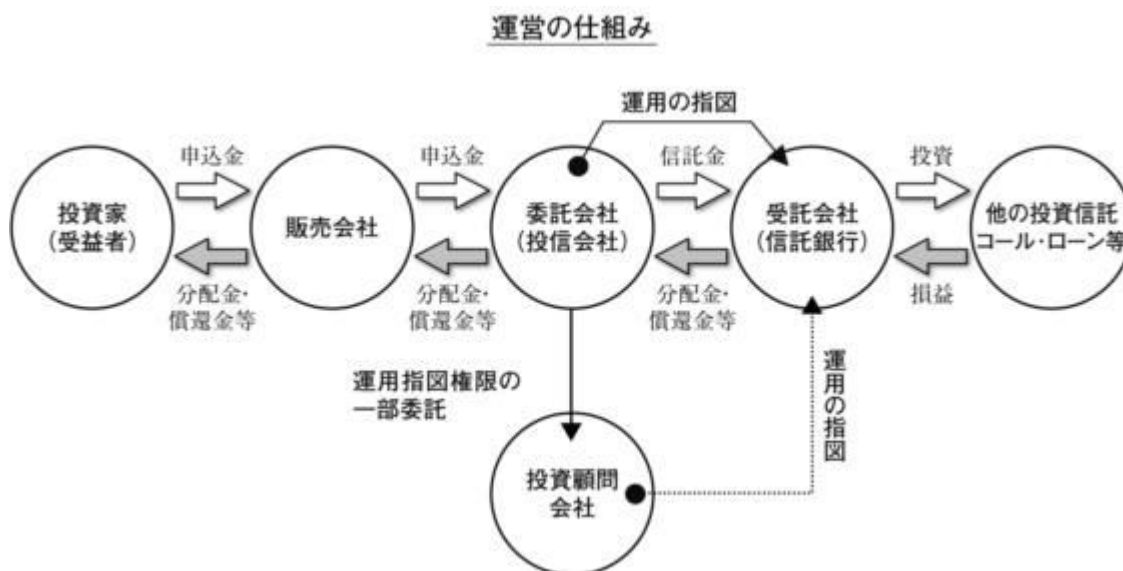 運営の仕組み
運用の指図
申込金
申込金
信託金
投資
投資家
（受益者）
販売会社
委託会社
（投信会社）
受託会社
（信託銀行）
他の投資信託
コール・ローン等
分配金・
償還金等
分配金・
償還金等
分配金・
償還金等
損益
運用指図権限の
一部委託
運用の指図
投資顧問
会社